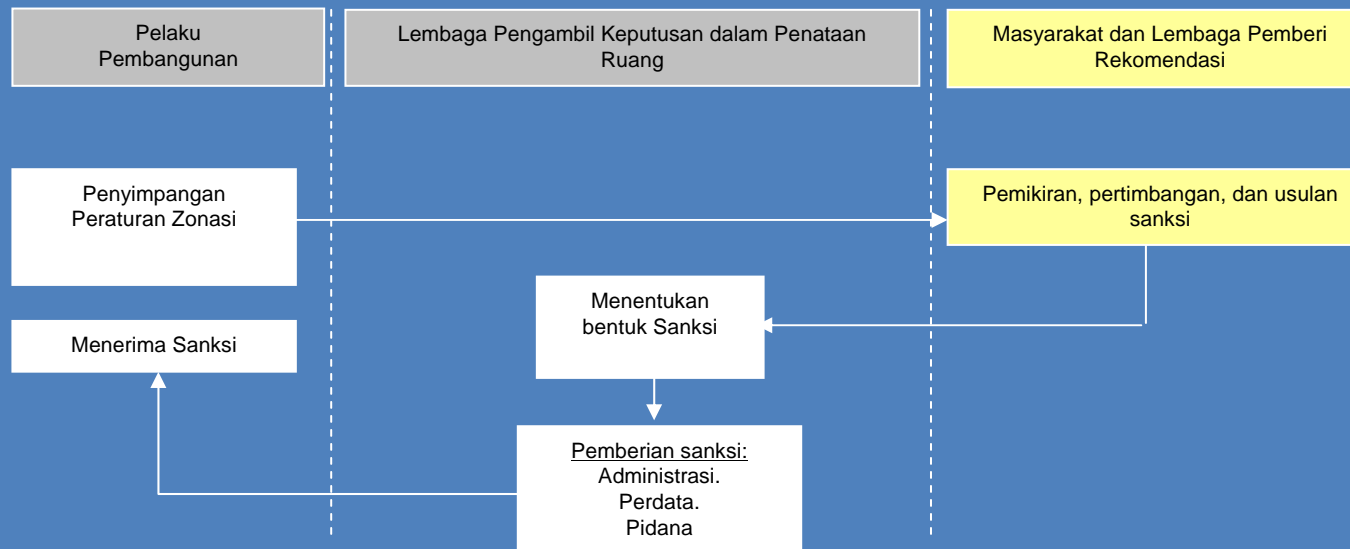 Pelaku
Pembangunan
Lembaga Pengambil Keputusan dalam Penataan
Ruang
Masyarakat dan Lembaga Pemberi
Rekomendasi
Penyimpangan
Peraturan Zonasi
Pemikiran, pertimbangan, dan usulan
sanksi
Menentukan
bentuk Sanksi
Menerima Sanksi
Pemberian sanksi:
Administrasi.
Perdata.
Pidana